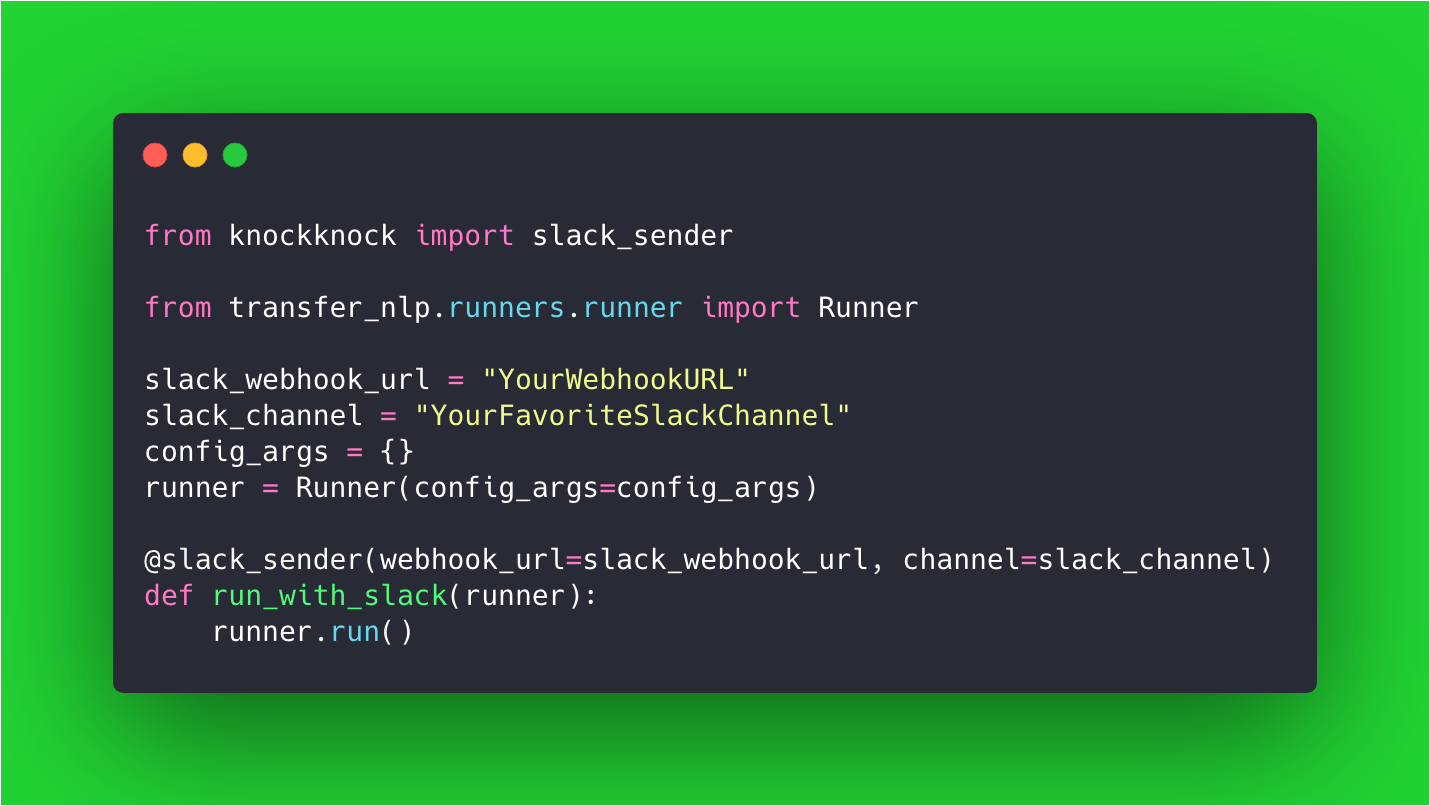 from knockknock import slack_sender

from transfer_nlp.runners.runner import Runner

slack_webhook_url = "YourWebhookURL"
slack_channel = "YourFavoriteSlackChannel"
config_args = {}
runner = Runner(config_args=config_args)

@slack_sender(webhook_url=slack_webhook_url, channel=slack_channel)
def run_with_slack(runner):
    runner.run()